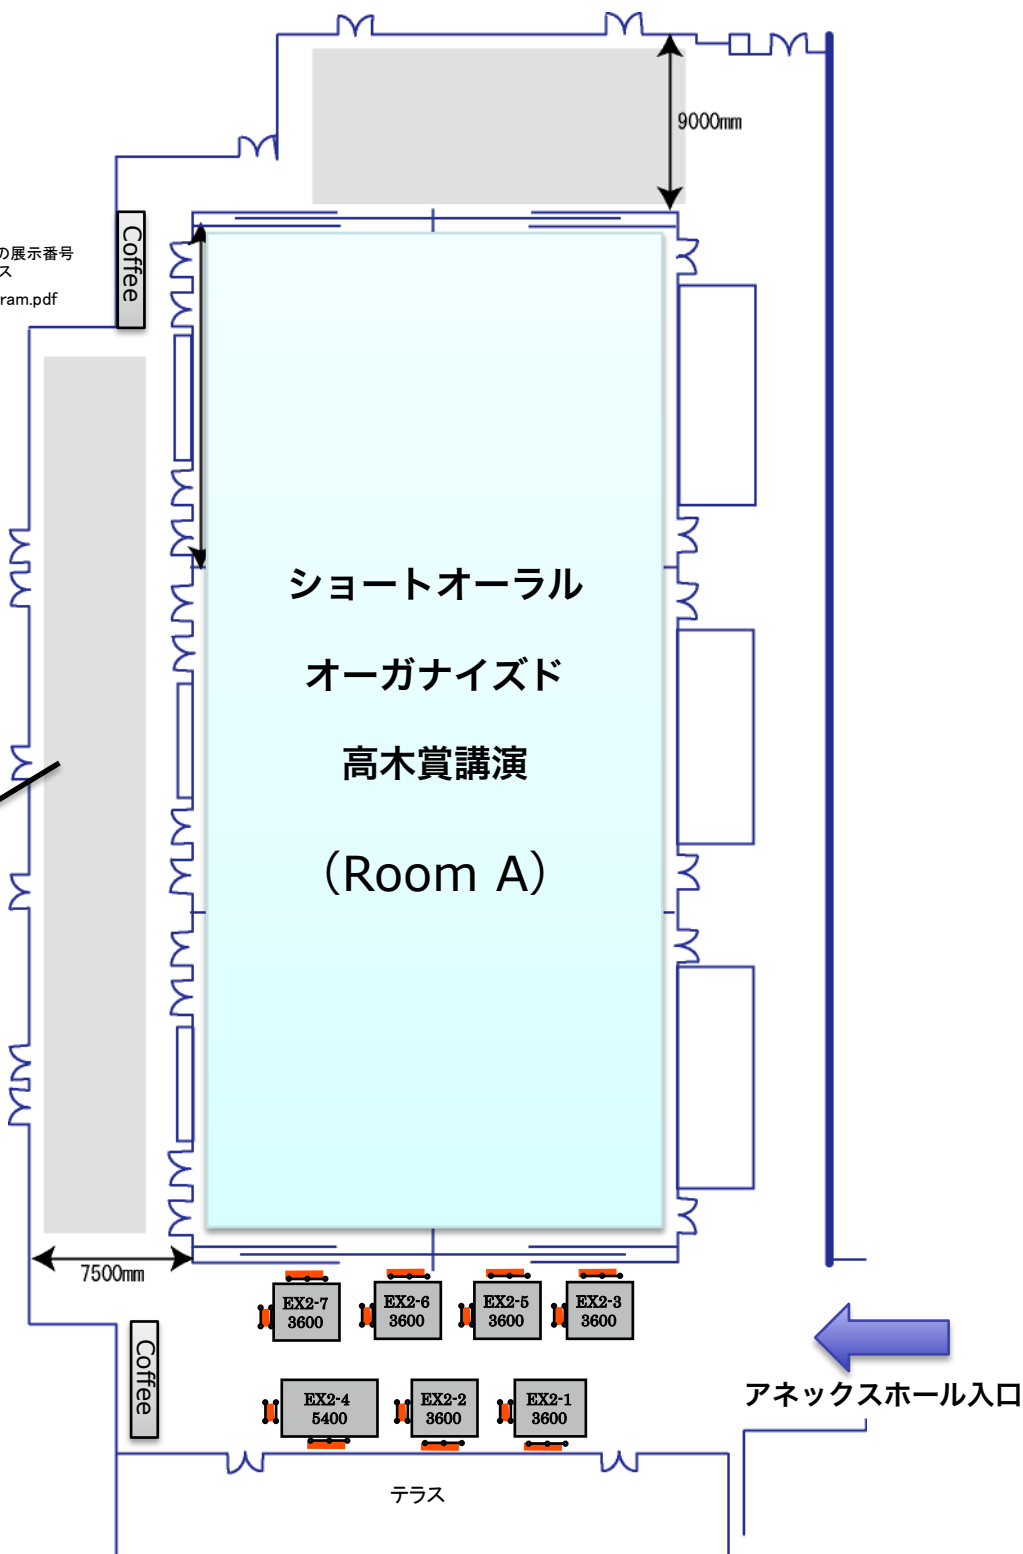 9000mm
Coffee
の展示番号
ス
ram.pdf
ショートオーラル
オーガナイズド
高木賞講演
（Room A）
7500mm
EX2-7
3600
EX2-6
3600
EX2-5
3600
EX2-3
3600
Coffee
EX2-4
5400
EX2-2
3600
EX2-1
3600
アネックスホール入口
テラス